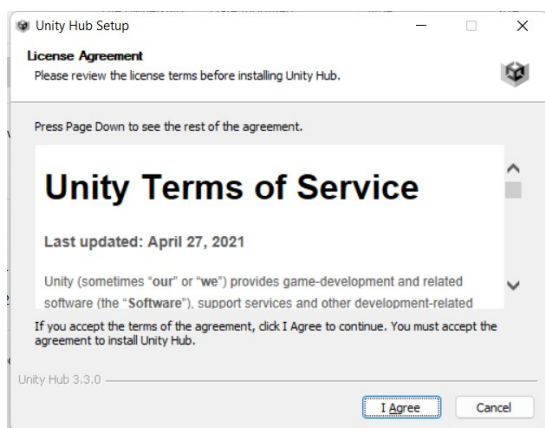 Unity Hub Setup
License Agreement
Please review the license terms before installing Unity Hub.
Press Page Down to see the rest of the agreement.
Unity Terms of Service
Last updated: April 27, 2021
Unity (sometimes “our” or “we”) provides game-development and related
software (the “Software”), support services and other development-related
If you accept the terms of the agreement, click I Agree to continue. You must accept the
agreement to install Unity Hub.
Unity Hub 3.3.0
I Agree
Cancel